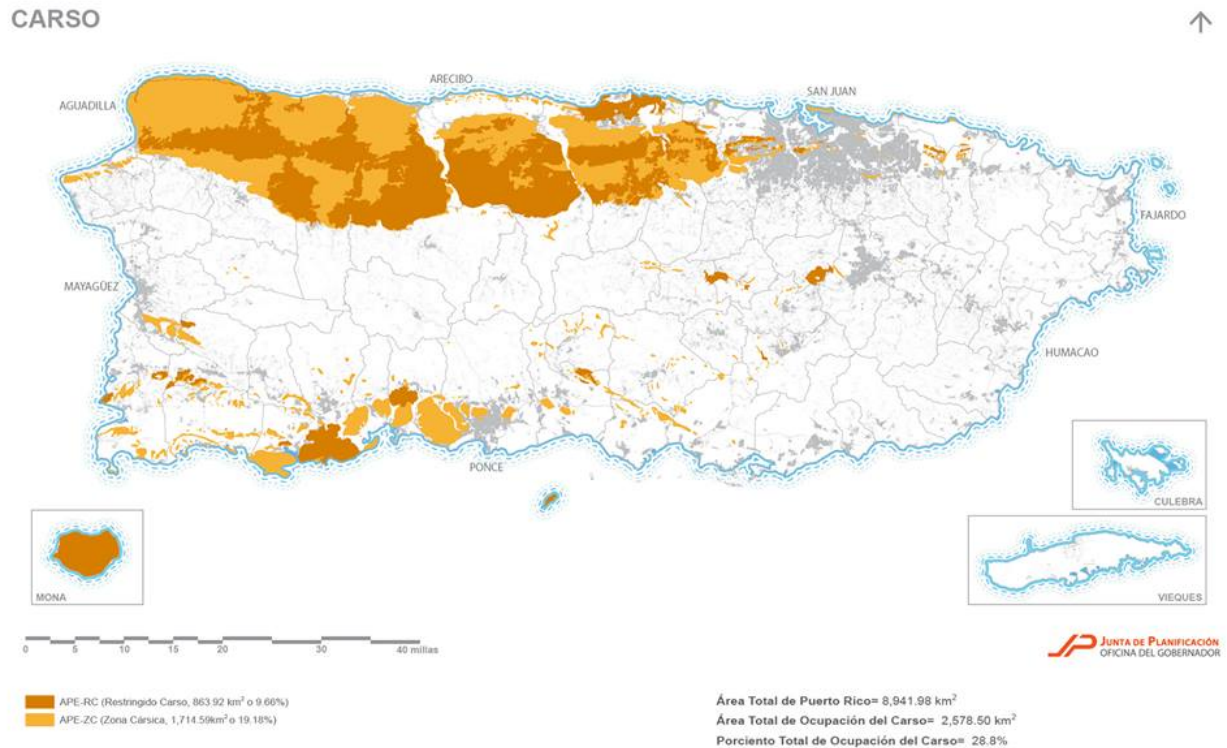 CARSO
ARECIBO
AGUADILLA
SAN JUAN
FAJARDO
MAYAGÜEZ
HUMACAO
PONCE
CULEBRA
MONA
VIEQUES
0 5 10 15 20 30 40 millas
JP JUNTA DE PLANIFICACIÓN
OFICINA DEL GOBERNADOR
APE-RC (Restringido Carso, 863.92 km² o 9.66%)
APE-ZC (Zona Cársica, 1,714.59km² o 19.18%)
Área Total de Puerto Rico= 8,941.98 km²
Área Total de Ocupación del Carso= 2,578.50 km²
Porciento Total de Ocupación del Carso= 28.8%